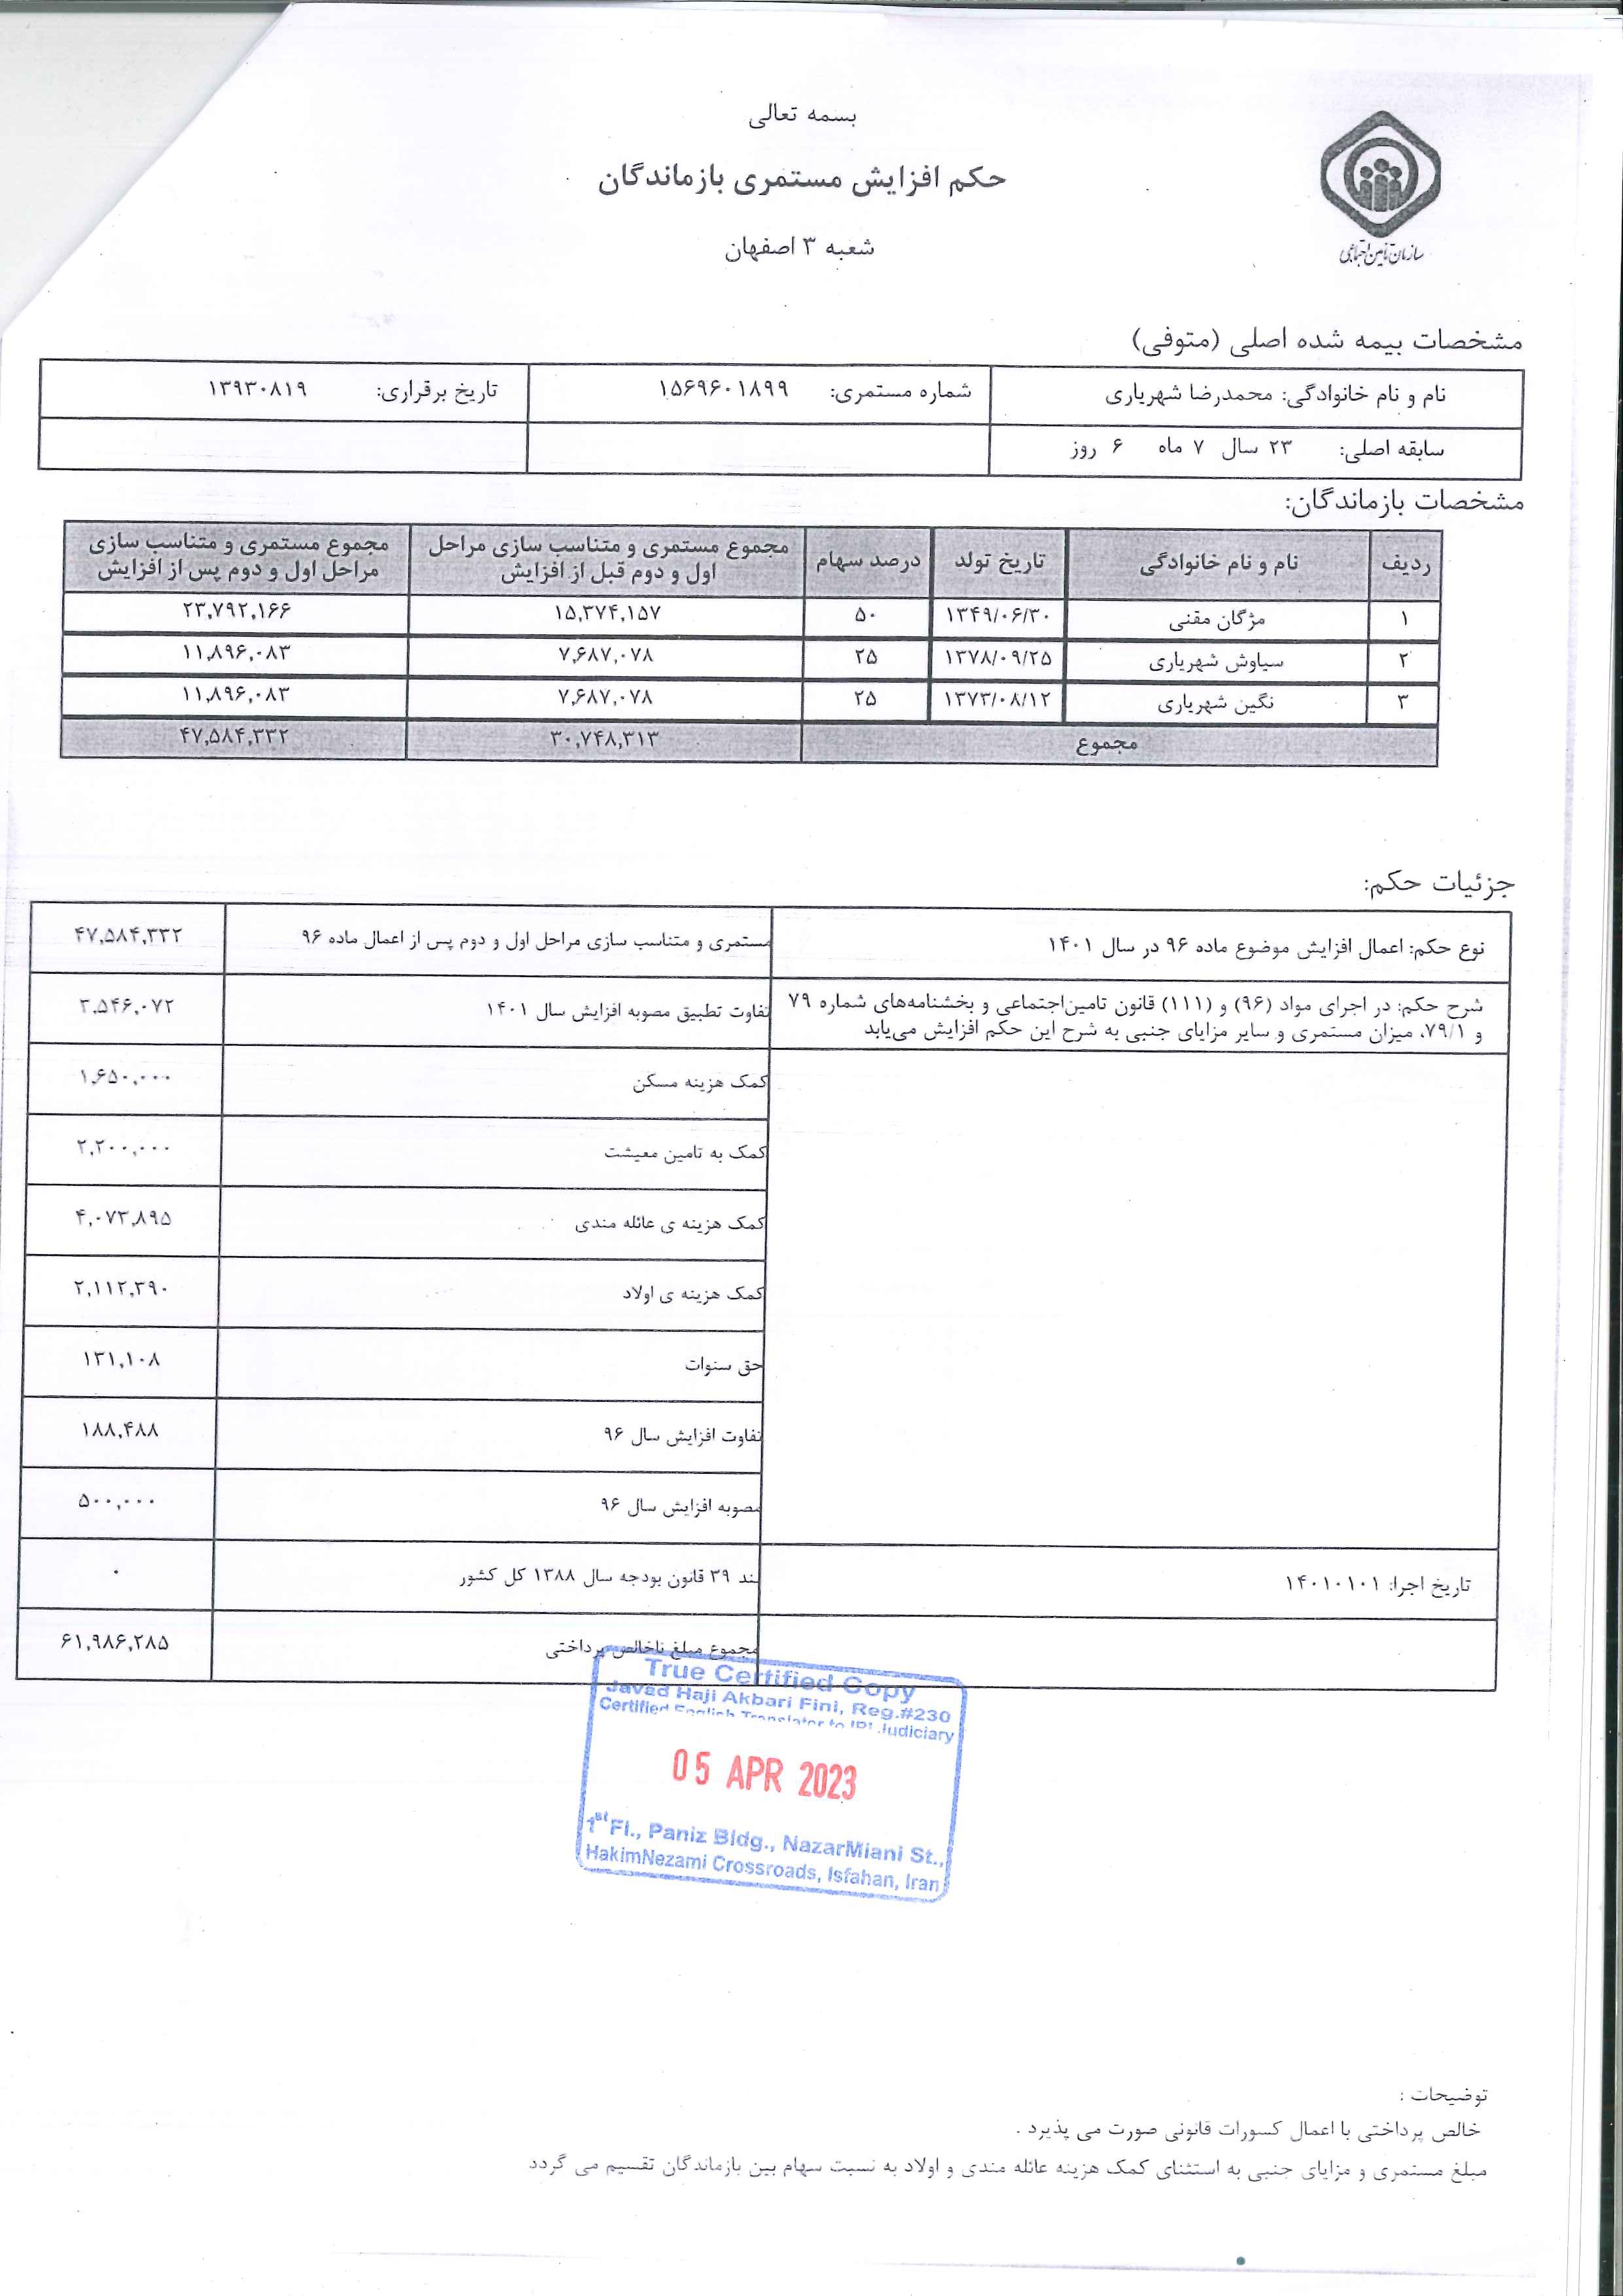 بسمه تعالی
حکم افزایش مستمری بازماندگان
شعبه ۳ اصفهان
سازمان تأمین اجتماعی
مشخصات بیمه شده اصلی (متوفی)
نام و نام خانوادگی: محمدرضا شهریاری شماره مستمری: ۱۵۶۹۶۰۱۸۹۹ تاریخ برقراری: ۱۳۹۳۰۸۱۹
سابقه اصلی: ۲۳ سال ۷ ماه ۶ روز
مشخصات بازماندگان:
ردیف نام و نام خانوادگی تاریخ تولد درصد سهام مجموع مستمری و متناسب سازی مراحل اول و دوم قبل از افزایش مجموع مستمری و متناسب سازی مراحل اول و دوم پس از افزایش
۱ مژگان مقنی ۱۳۴۹/۰۶/۳۰ ۵۰ ۱۵,۳۷۴,۱۵۷ ۲۳,۷۹۲,۱۶۶
۲ سیاوش شهریاری ۱۳۷۸/۰۹/۲۵ ۲۵ ۷,۶۸۷,۰۷۸ ۱۱,۸۹۶,۰۸۳
۳ نگین شهریاری ۱۳۷۳/۰۸/۱۲ ۲۵ ۷,۶۸۷,۰۷۸ ۱۱,۸۹۶,۰۸۳
مجموع ۳۰,۷۴۸,۳۱۳ ۴۷,۵۸۴,۳۳۲
جزئیات حکم:
نوع حکم: اعمال افزایش موضوع ماده ۹۶ در سال ۱۴۰۱ مستمری و متناسب سازی مراحل اول و دوم پس از اعمال ماده ۹۶ ۴۷,۵۸۴,۳۳۲
شرح حکم: در اجرای مواد (۹۶) و (۱۱۱) قانون تامین‌اجتماعی و بخشنامه‌های شماره ۷۹
و ۷۹/۱، میزان مستمری و سایر مزایای جنبی به شرح این حکم افزایش می‌یابد
تفاوت تطبیق مصوبه افزایش سال ۱۴۰۱ ۳,۵۴۶,۰۷۲
کمک هزینه مسکن ۱,۶۵۰,۰۰۰
کمک به تامین معیشت ۲,۲۰۰,۰۰۰
کمک هزینه ی عائله مندی ۴,۰۷۳,۸۹۵
کمک هزینه ی اولاد ۲,۱۱۲,۳۹۰
حق سنوات ۱۳۱,۱۰۸
تفاوت افزایش سال ۹۶ ۱۸۸,۴۸۸
مصوبه افزایش سال ۹۶ ۵۰۰,۰۰۰
تاریخ اجرا: ۱۴۰۱۰۱۰۱ بند ۳۹ قانون بودجه سال ۱۳۸۸ کل کشور ۰
مجموع مبلغ ناخالص پرداختی ۶۱,۹۸۶,۲۸۵
True Certified Copy
Javad Haji Akbari Fini, Reg.#230
Certified English Translator to IRI Judiciary
05 APR 2023
1st Fl., Paniz Bldg., NazarMiani St.,
HakimNezami Crossroads, Isfahan, Iran
توضیحات :
خالص پرداختی با اعمال کسورات قانونی صورت می پذیرد .
مبلغ مستمری و مزایای جنبی به استثنای کمک هزینه عائله مندی و اولاد به نسبت سهام بین بازماندگان تقسیم می گردد